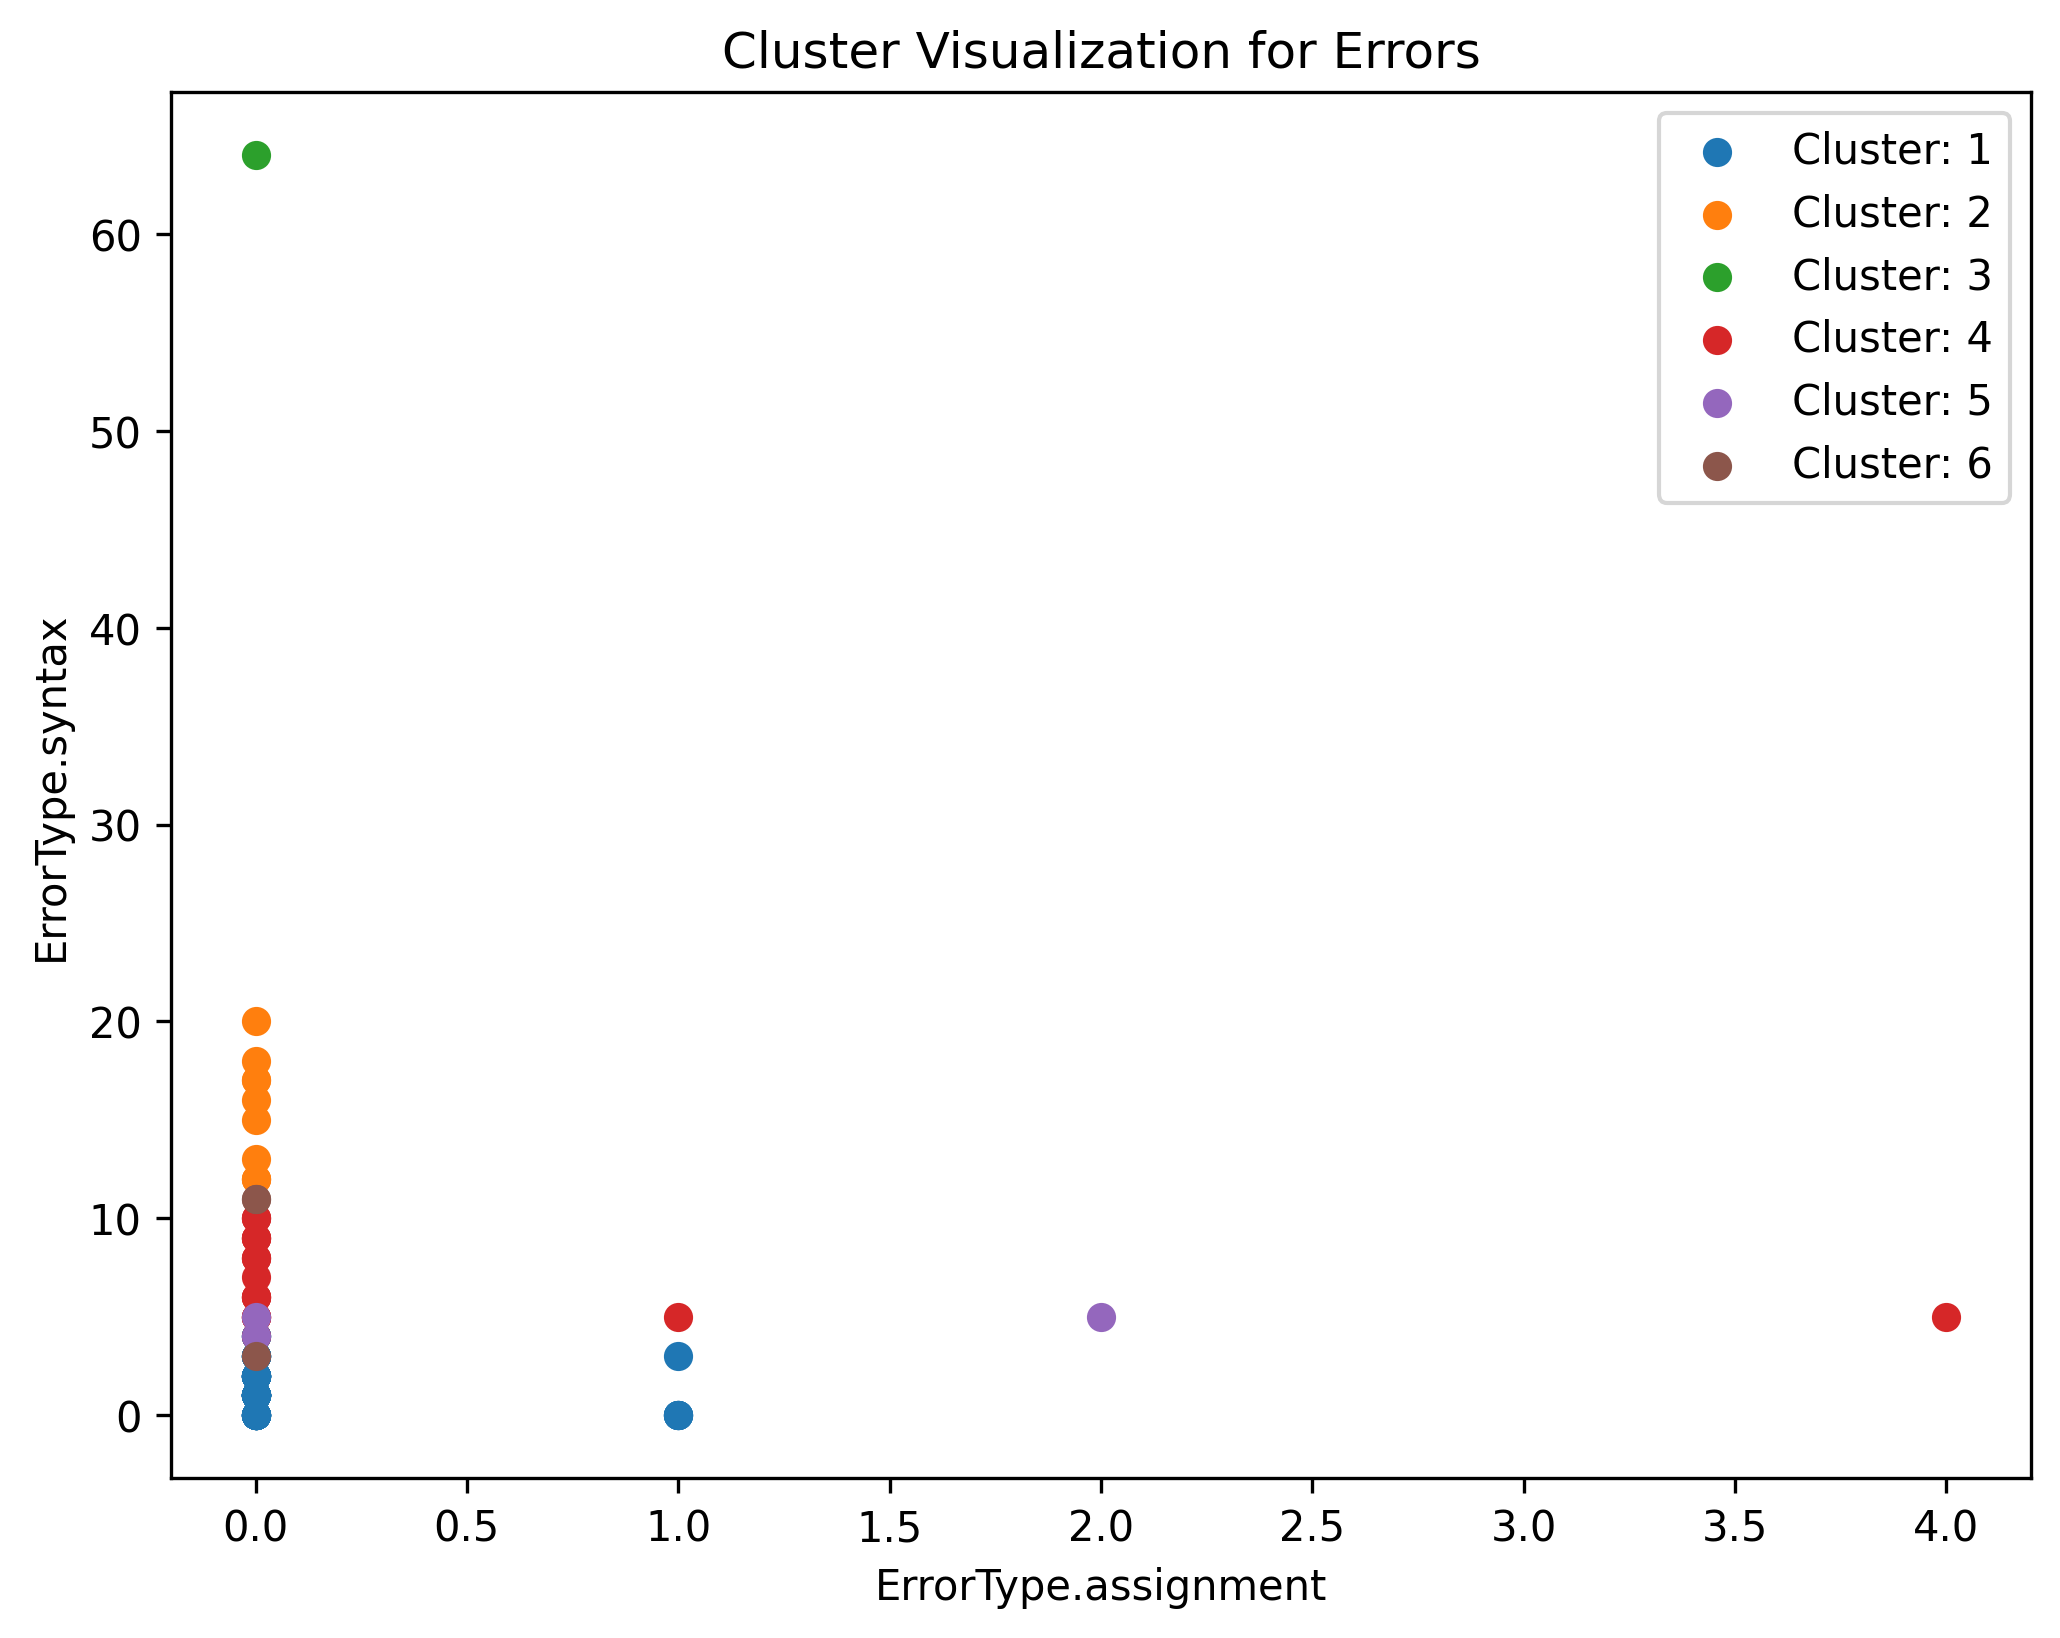 Cluster Visualization for Errors
Cluster: 1
Cluster: 2
Cluster: 3
Cluster: 4
Cluster: 5
Cluster: 6
ErrorType.syntax
60
50
40
30
20
10
0
0.0 0.5 1.0 1.5 2.0 2.5 3.0 3.5 4.0
ErrorType.assignment